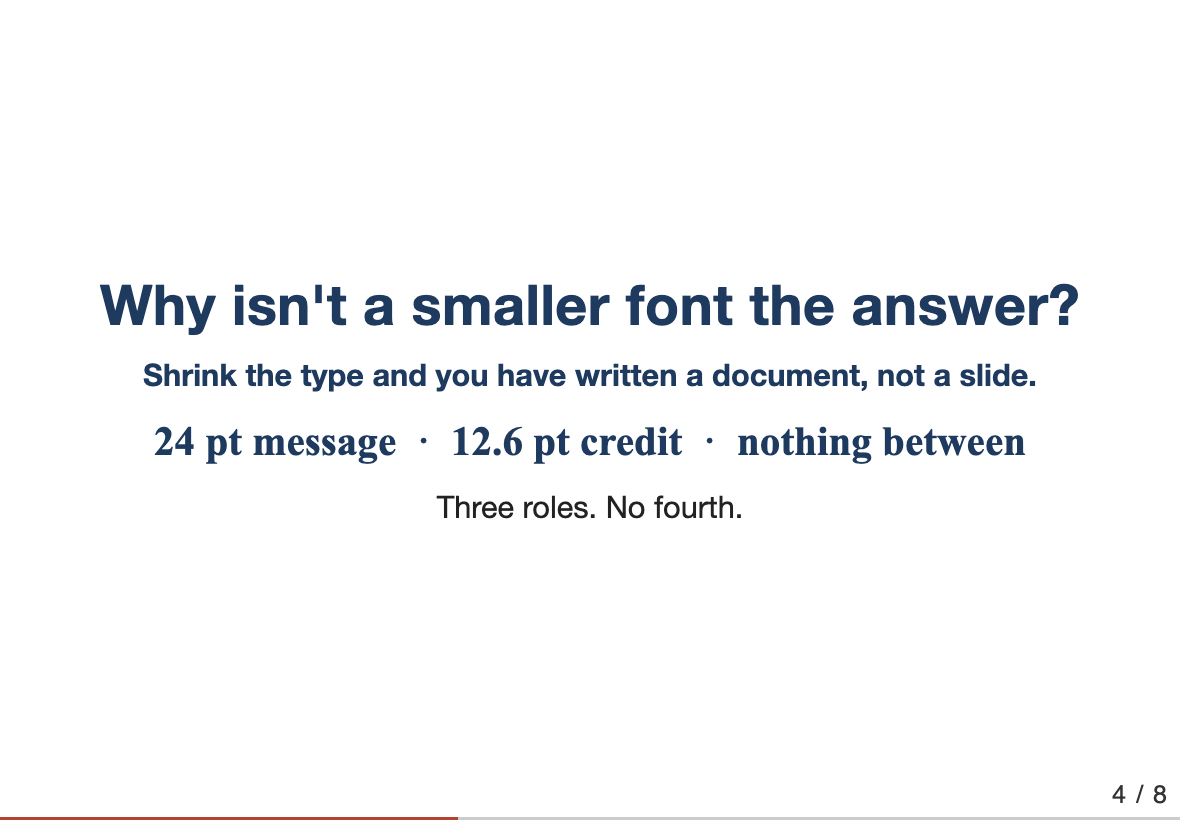 Why isn't a smaller font the answer?
Shrink the type and you have written a document, not a slide.
24 pt message · 12.6 pt credit · nothing between
Three roles. No fourth.
4 / 8